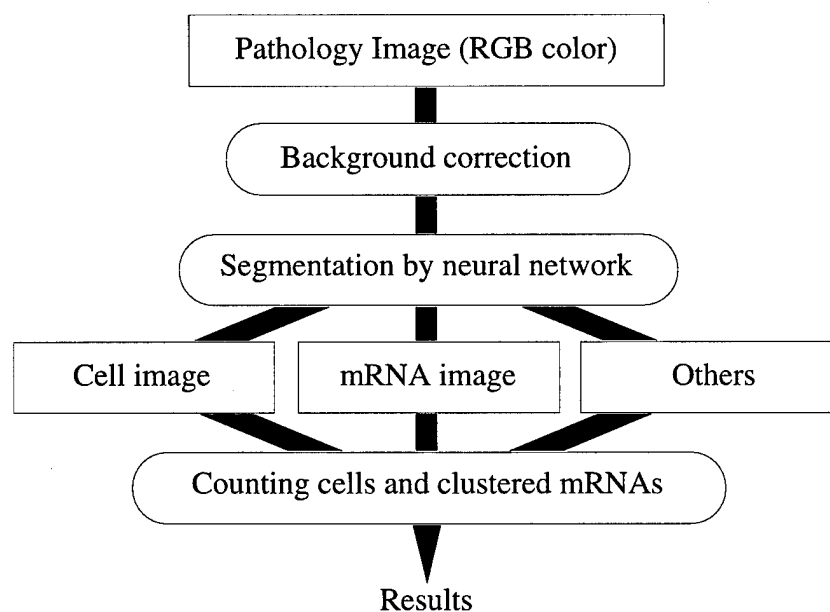 Pathology Image (RGB color)
Background correction
Segmentation by neural network
Cell image
mRNA image
Others
Counting cells and clustered mRNAs
Results